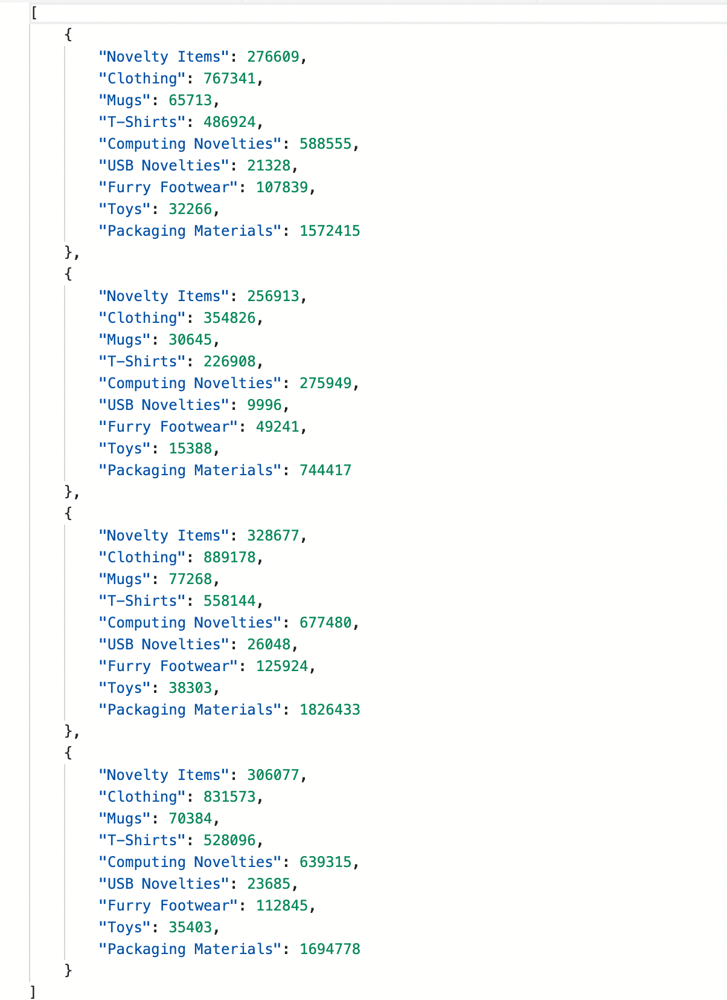 [
{
"Novelty Items": 276609,
"Clothing": 767341,
"Mugs": 65713,
"T-Shirts": 486924,
"Computing Novelties": 588555,
"USB Novelties": 21328,
"Furry Footwear": 107839,
"Toys": 32266,
"Packaging Materials": 1572415
},
{
"Novelty Items": 256913,
"Clothing": 354826,
"Mugs": 30645,
"T-Shirts": 226908,
"Computing Novelties": 275949,
"USB Novelties": 9996,
"Furry Footwear": 49241,
"Toys": 15388,
"Packaging Materials": 744417
},
{
"Novelty Items": 328677,
"Clothing": 889178,
"Mugs": 77268,
"T-Shirts": 558144,
"Computing Novelties": 677480,
"USB Novelties": 26048,
"Furry Footwear": 125924,
"Toys": 38303,
"Packaging Materials": 1826433
},
{
"Novelty Items": 306077,
"Clothing": 831573,
"Mugs": 70384,
"T-Shirts": 528096,
"Computing Novelties": 639315,
"USB Novelties": 23685,
"Furry Footwear": 112845,
"Toys": 35403,
"Packaging Materials": 1694778
}
]